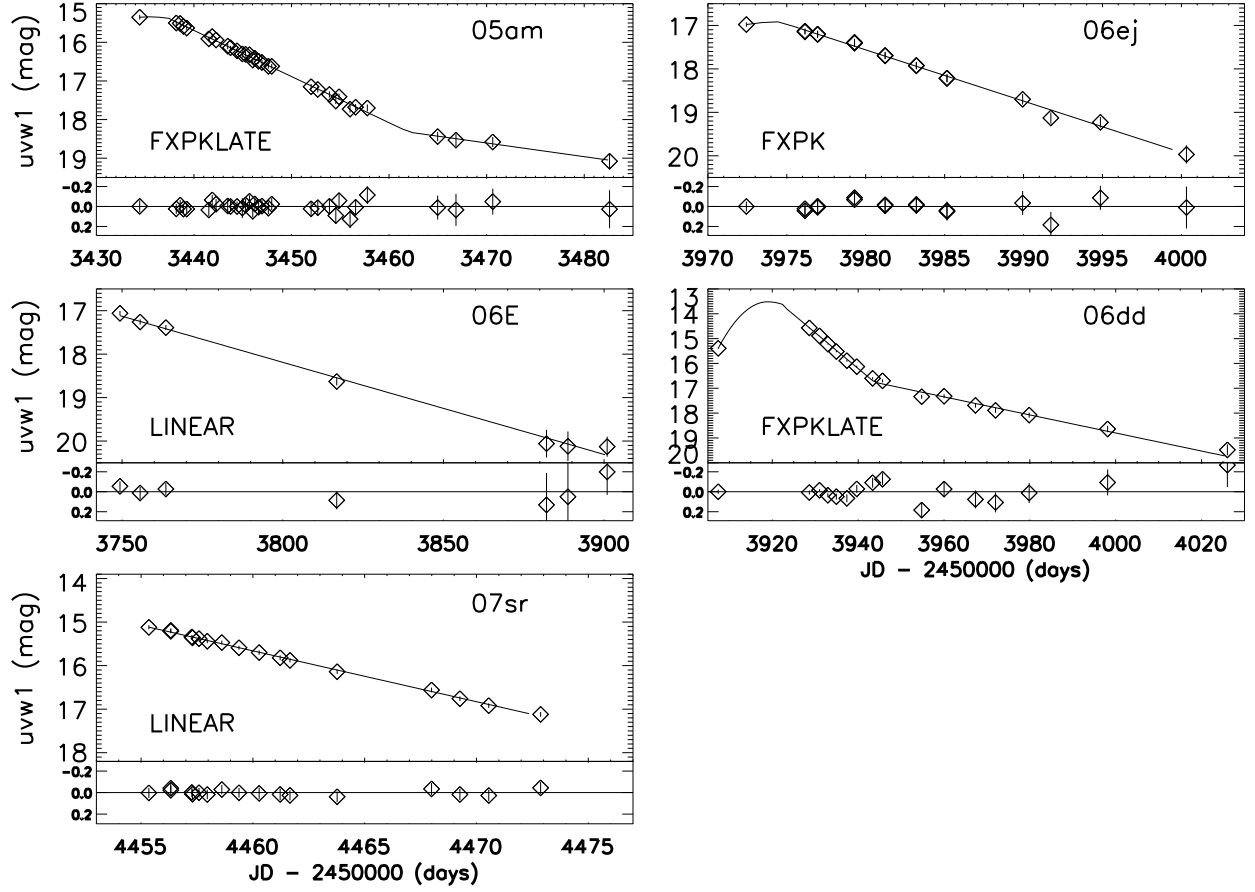 uvw1 (mag)
15
16
17
18
19
05am
FXPKLATE
−0.2
0.0
0.2
3430 3440 3450 3460 3470 3480
17
18
19
20
06ej
FXPK
−0.2
0.0
0.2
3970 3975 3980 3985 3990 3995 4000
uvw1 (mag)
17
18
19
20
06E
LINEAR
−0.2
0.0
0.2
3750 3800 3850 3900
13
14
15
16
17
18
19
20
06dd
FXPKLATE
−0.2
0.0
0.2
3920 3940 3960 3980 4000 4020
JD − 2450000 (days)
uvw1 (mag)
14
15
16
17
18
07sr
LINEAR
−0.2
0.0
0.2
4455 4460 4465 4470 4475
JD − 2450000 (days)